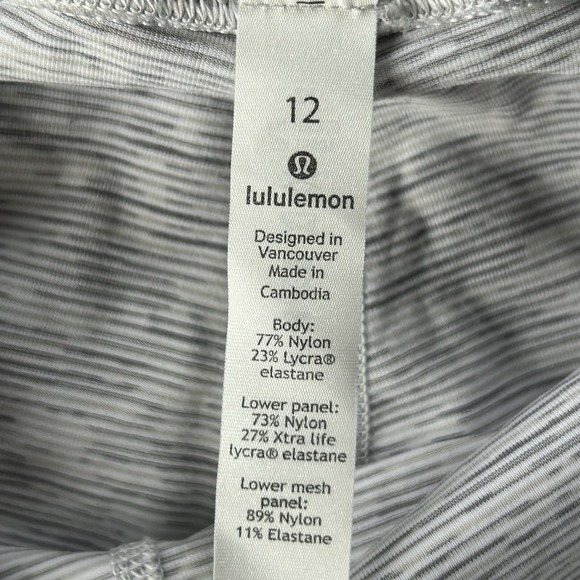 12
lululemon
Designed in
Vancouver
Made in
Cambodia
Body:
77% Nylon
23% Lycra®
elastane
Lower panel:
73% Nylon
27% Xtra life
lycra® elastane
Lower mesh
panel:
89% Nylon
11% Elastane